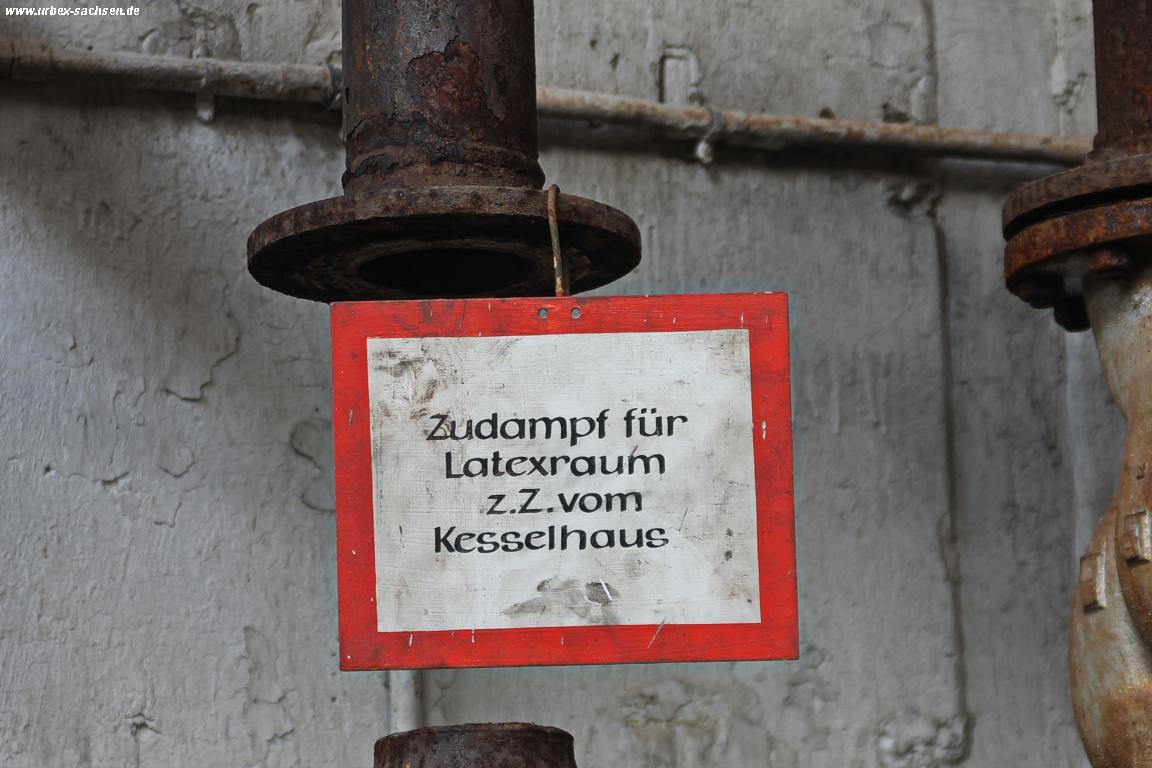 www.urbex-sachsen.de
Zudampf für
Latexraum
z.Z.vom
Kesselhaus